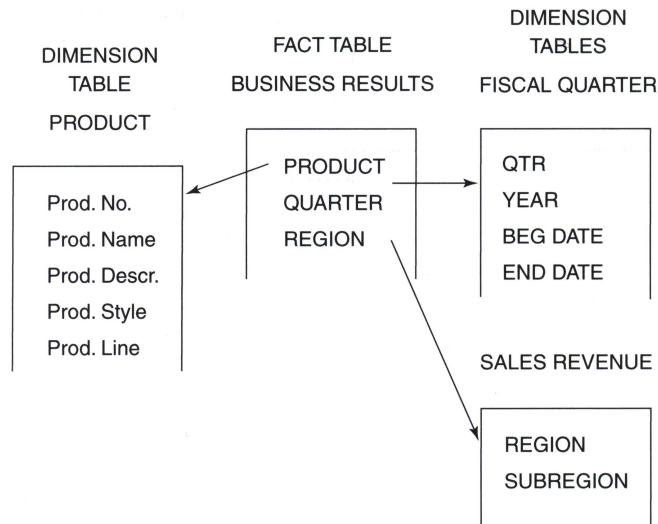 DIMENSION
TABLE
PRODUCT
Prod. No.
Prod. Name
Prod. Descr.
Prod. Style
Prod. Line
FACT TABLE
BUSINESS RESULTS
PRODUCT
QUARTER
REGION
DIMENSION
TABLES
FISCAL QUARTER
QTR
YEAR
BEG DATE
END DATE
SALES REVENUE
REGION
SUBREGION